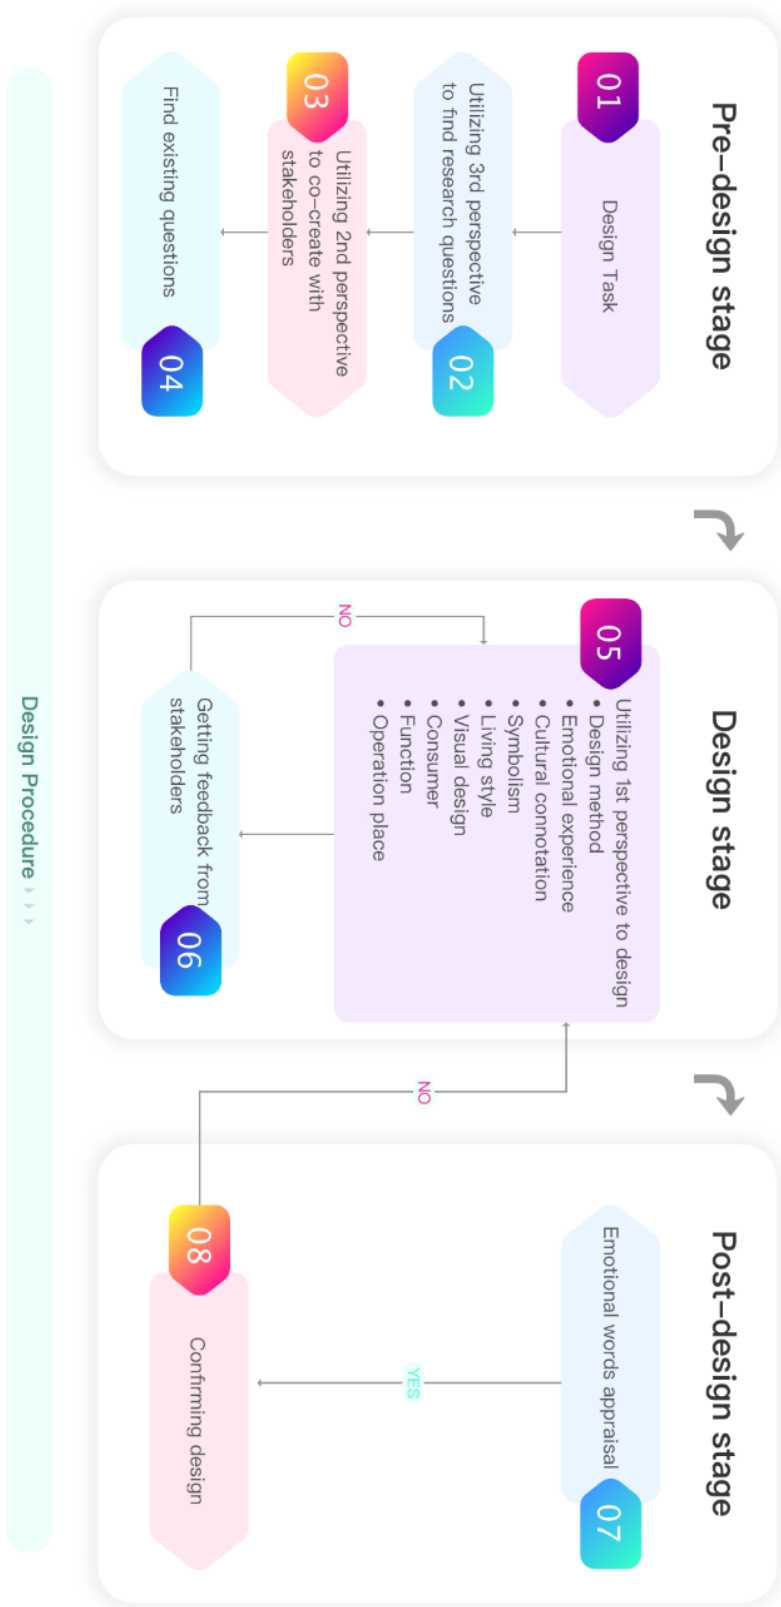 Pre-design stage
01
Design Task
Utilizing 3rd perspective
to find research questions
02
03
Utilizing 2nd perspective
to co-create with
stakeholders
Find existing questions
04
Design stage
05
Utilizing 1st perspective to design
• Design method
• Emotional experience
• Cultural connotation
• Symbolism
• Living style
• Visual design
• Consumer
• Function
• Operation place
NO
Getting feedback from
stakeholders
06
NO
Post-design stage
Emotional words appraisal
07
YES
08
Confirming design
Design Procedure